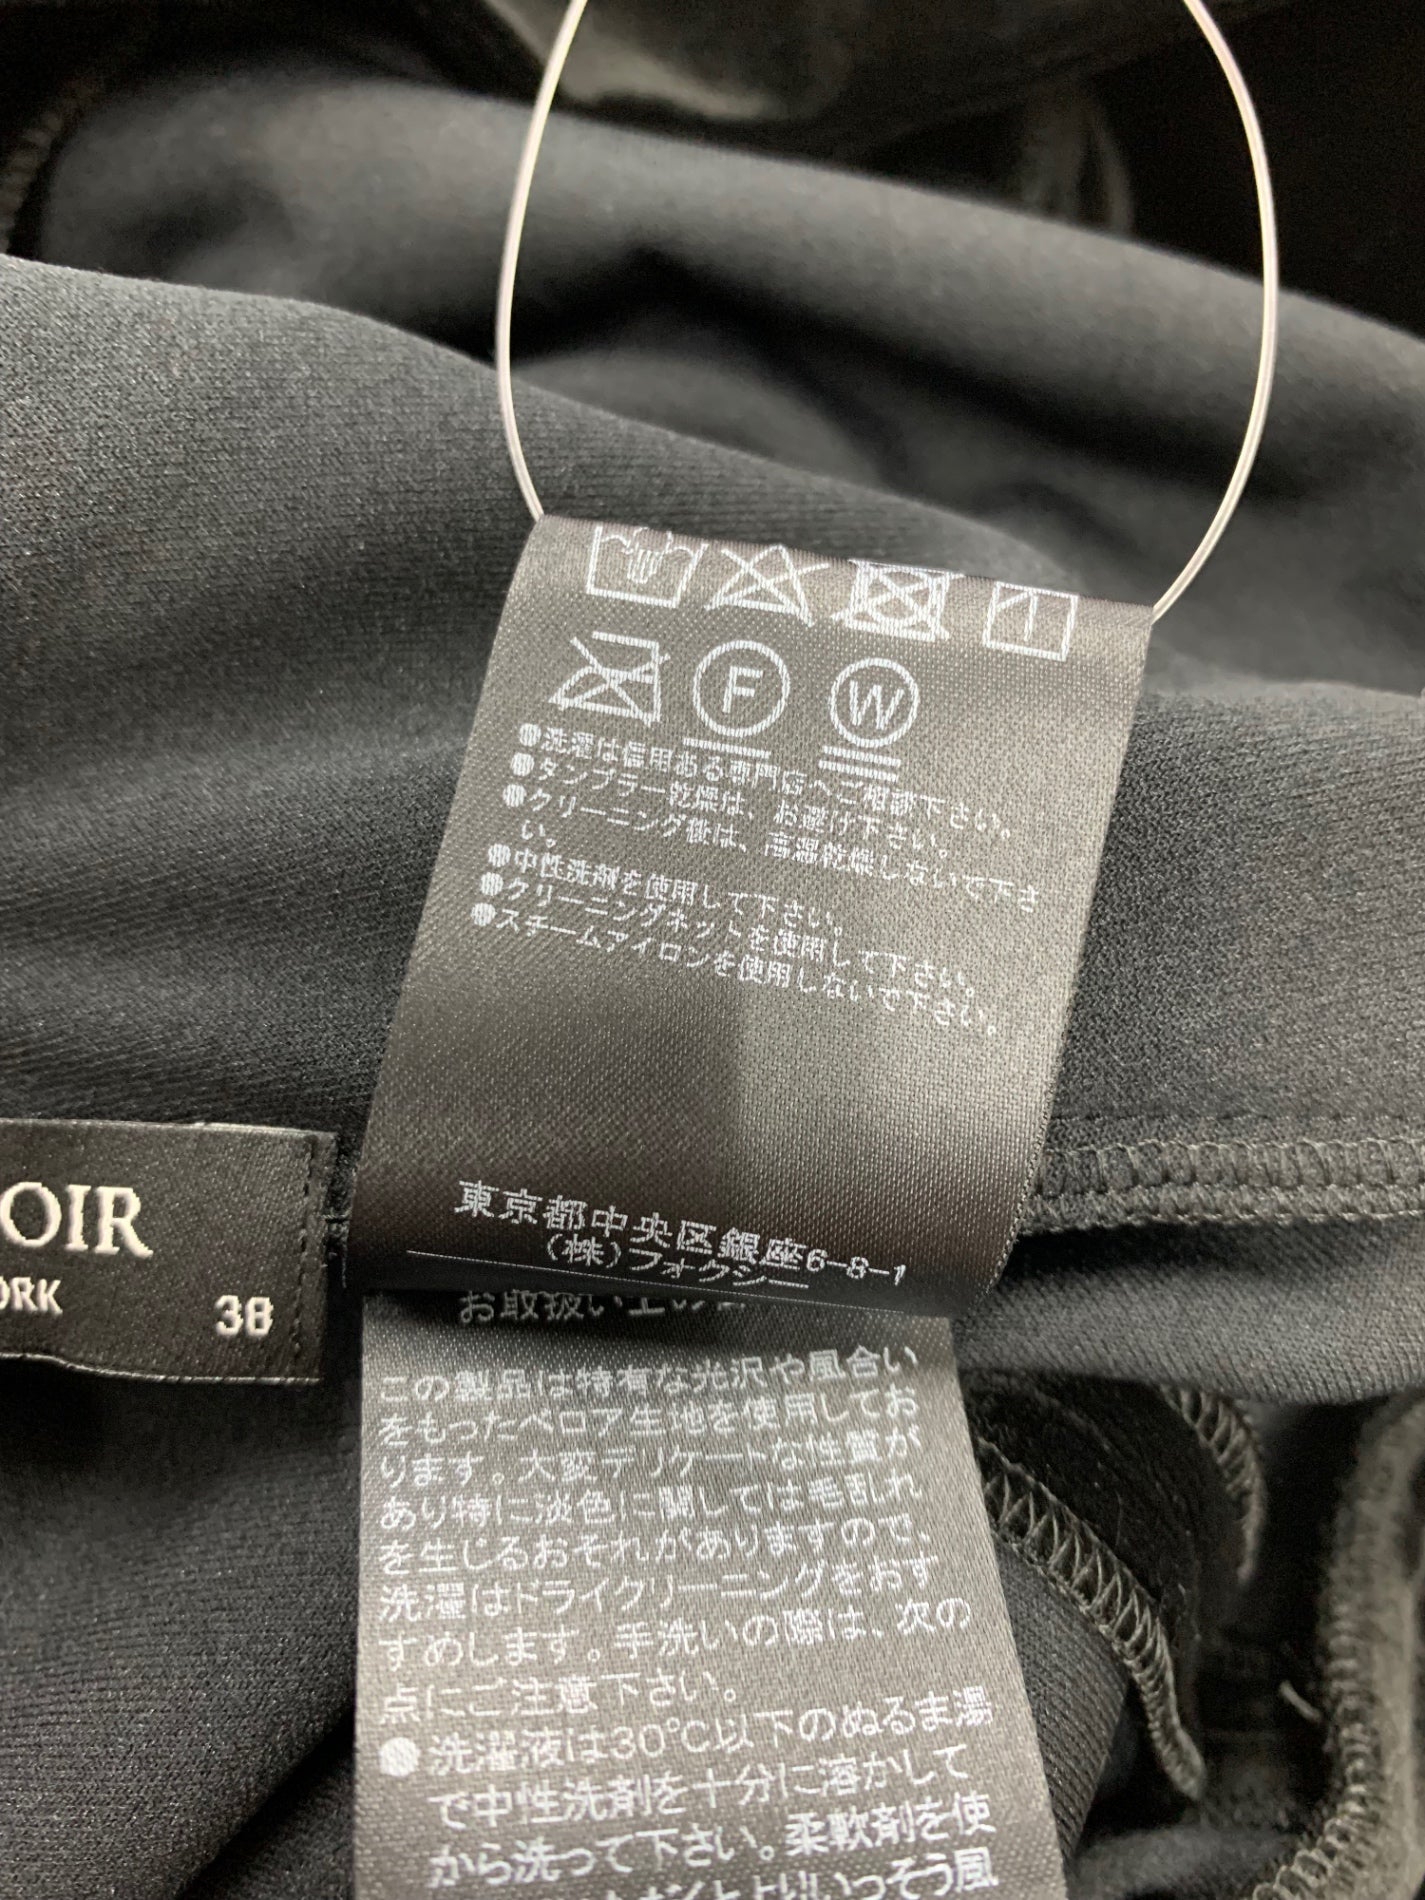 F
W
●洗濯は信用ある専門店へご相談下さい。
●タンブラー乾燥は、お避け下さい。
●クリーニング後は、高温乾燥しないで下さ
い。
●中性洗剤を使用して下さい。
●クリーニングネットを使用して下さい。
●スチームアイロンを使用しないで下さい。
東京都中央区銀座6-8-1
(株)フォクシー
OIR
ORK
38
お取扱い上の
この製品は特有な光沢や風合い
をもったベロア生地を使用してお
ります。大変デリケートな性質が
あり特に淡色に関しては毛乱れ
を生じるおそれがありますので、
洗濯はドライクリーニングをおす
すめします。手洗いの際は、次の
点にご注意下さい。
●洗濯液は30℃以下のぬるま湯
で中性洗剤を十分に溶かして
から洗って下さい。柔軟剤を使
いっそう風